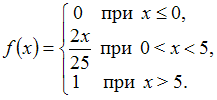 f(x) = { 0 при x ≤ 0,
2x/25 при 0 < x < 5,
1 при x > 5.